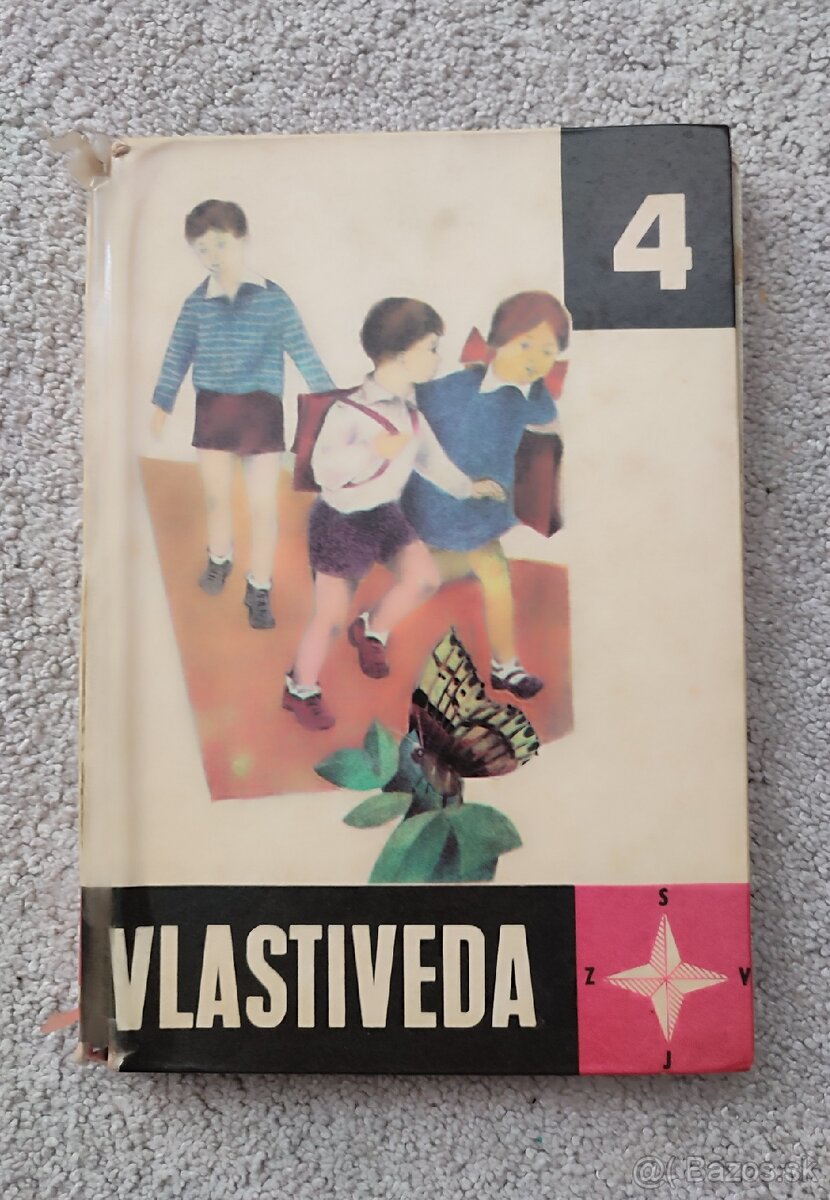 4
VLASTIVEDA
S
Z V
J
@( Bazos.sk